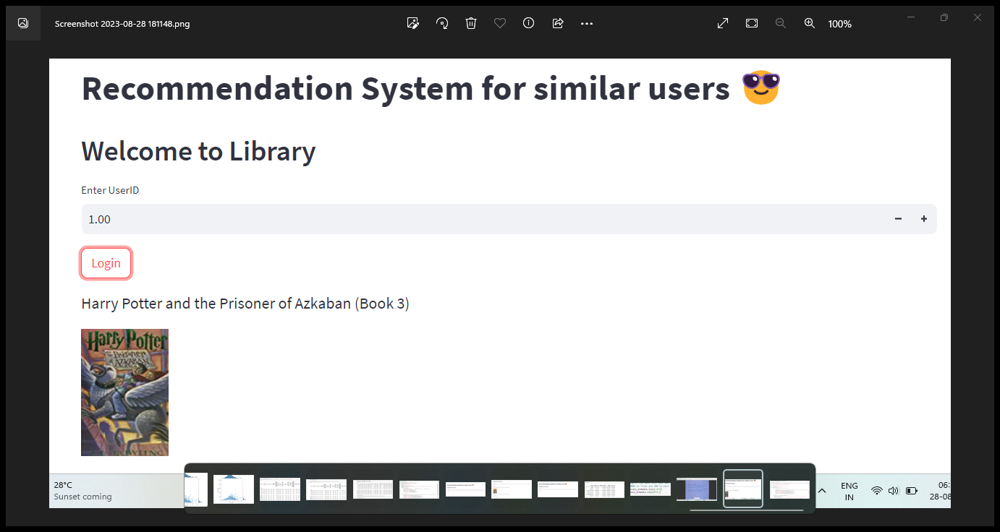 Screenshot 2023-08-28 181148.png
100%
Recommendation System for similar users
Welcome to Library
Enter UserID
1.00
Login
Harry Potter and the Prisoner of Azkaban (Book 3)
Harry Potter
Prisoner
AZKABAN
28°C
Sunset coming
ENG
IN
06:
28-08